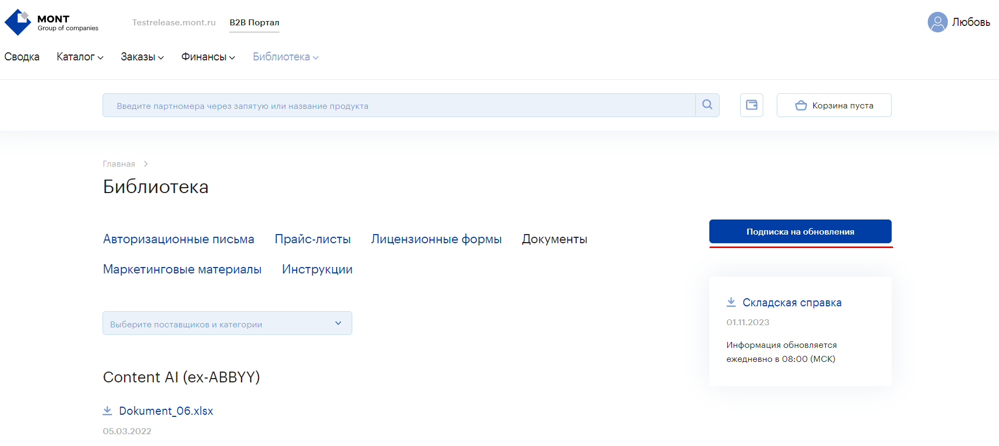 MONT
Group of companies
Testrelease.mont.ru
B2B Портал
Любовь
Сводка
Каталог
Заказы
Финансы
Библиотека
Введите партномера через запятую или название продукта
Корзина пуста
Главная
Библиотека
Авторизационные письма
Прайс-листы
Лицензионные формы
Документы
Подписка на обновления
Маркетинговые материалы
Инструкции
Складская справка
01.11.2023
Информация обновляется
ежедневно в 08:00 (МСК)
Выберите поставщиков и категории
Content AI (ex-ABBYY)
Dokument_06.xlsx
05.03.2022